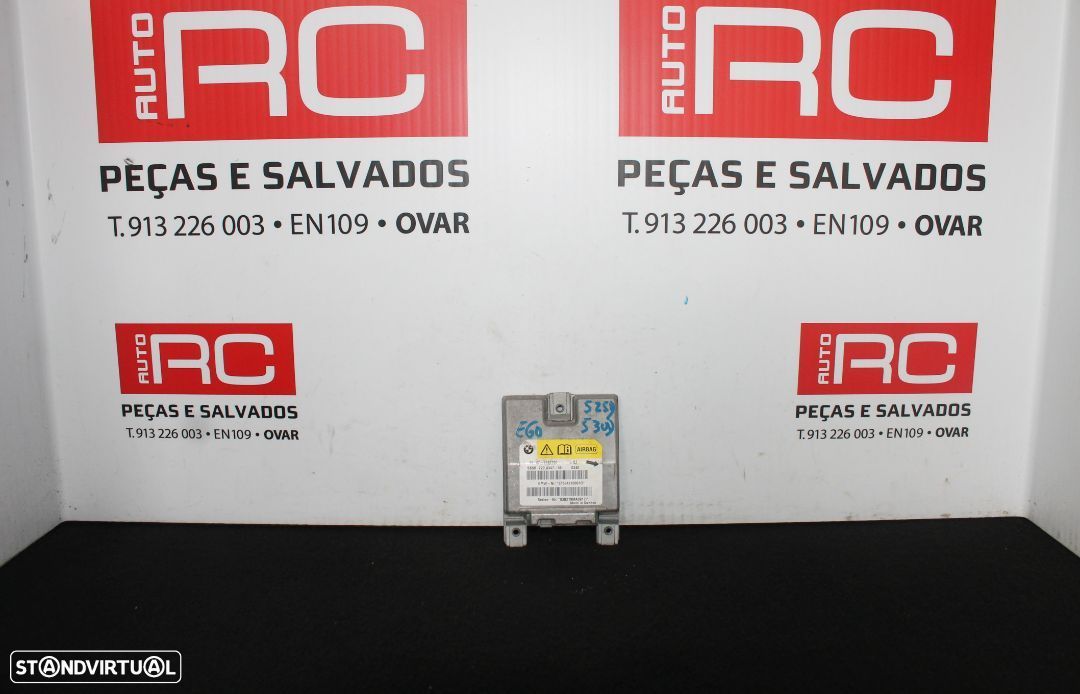 AUTO RC
PEÇAS E SALVADOS
T. 913 226 003 • EN109 • OVAR
AUTO RC
PEÇAS E SALVADOS
T. 913 226 003 • EN109 • OVAR
AUTO RC
PEÇAS E SALVADOS
T. 913 226 003 • EN109 • OVAR
AUTO RC
PEÇAS E SALVADOS
T. 913 226 003 • EN109 • OVAR
525D
E60 530D
AIRBAG
STANDVIRTUAL